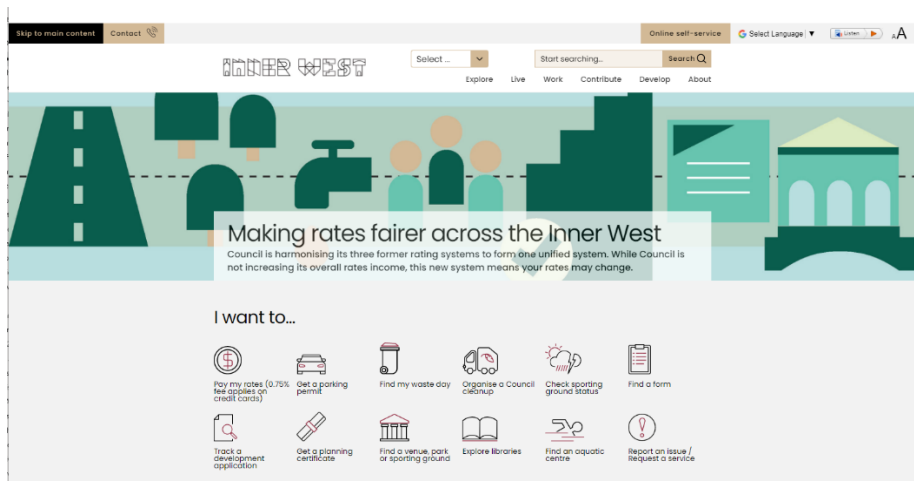 Skip to main content
Contact
Online self-service
G Select Language ▼
Listen
AA
INNER WEST
Select ...
Start searching...
Search
Explore Live Work Contribute Develop About
Making rates fairer across the Inner West
Council is harmonising its three former rating systems to form one unified system. While Council is
not increasing its overall rates income, this new system means your rates may change.
I want to...
Pay my rates (0.75%
fee applies on
credit cards)
Get a parking
permit
Find my waste day
Organise a Council
cleanup
Check sporting
ground status
Find a form
Track a
development
application
Get a planning
certificate
Find a venue, park
or sporting ground
Explore libraries
Find an aquatic
centre
Report an issue /
Request a service